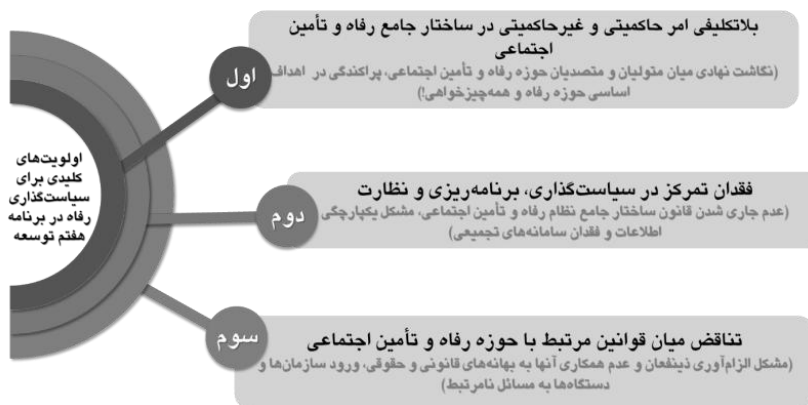 اولویت‌های
کلیدی برای
سیاست‌گذاری
رفاه در برنامه
هفتم توسعه
اول
بلاتکلیفی امر حاکمیتی و غیرحاکمیتی در ساختار جامع رفاه و تأمین
اجتماعی
(نگاشت نهادی میان متولیان و متصدیان حوزه رفاه و تأمین اجتماعی، پراکندگی در اهداف
اساسی حوزه رفاه و همه‌چیزخواهی!)
دوم
فقدان تمرکز در سیاست‌گذاری، برنامه‌ریزی و نظارت
(عدم جاری شدن قانون ساختار جامع نظام رفاه و تأمین اجتماعی، مشکل یکپارچگی
اطلاعات و فقدان سامانه‌های تجمیعی)
سوم
تناقض میان قوانین مرتبط با حوزه رفاه و تأمین اجتماعی
(مشکل الزام‌آوری ذینفعان و عدم همکاری آنها به بهانه‌های قانونی و حقوقی، ورود سازمان‌ها و
دستگاه‌ها به مسائل نامرتبط)